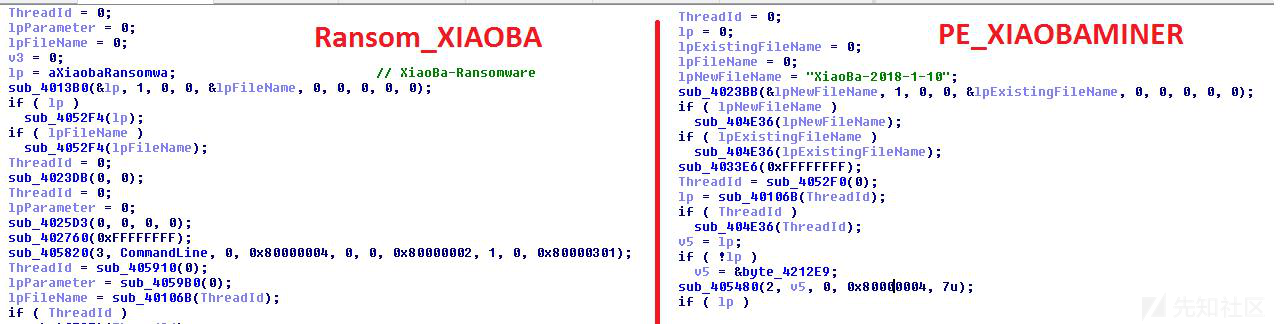 Ransom_XIAOBA
ThreadId = 0;
lpParameter = 0;
lpFileName = 0;
v3 = 0;
lp = aXiaobaRansomwa; // XiaoBa-Ransomware
sub_4013B0(&lp, 1, 0, 0, &lpFileName, 0, 0, 0, 0, 0);
if ( lp )
sub_4052F4(lp);
if ( lpFileName )
sub_4052F4(lpFileName);
ThreadId = 0;
sub_4023DB(0, 0);
ThreadId = 0;
lpParameter = 0;
sub_4025D3(0, 0, 0, 0);
sub_402760(0xFFFFFFFF);
sub_405820(3, CommandLine, 0, 0x80000004, 0, 0, 0x80000002, 1, 0, 0x80000301);
ThreadId = sub_405910(0);
lpParameter = sub_4059B0(0);
lpFileName = sub_40106B(ThreadId);
if ( ThreadId )
PE_XIAOBAMINER
ThreadId = 0;
lp = 0;
lpExistingFileName = 0;
lpFileName = 0;
lpNewFileName = "XiaoBa-2018-1-10";
sub_4023BB(&lpNewFileName, 1, 0, 0, &lpExistingFileName, 0, 0, 0, 0, 0);
if ( lpNewFileName )
sub_404E36(lpNewFileName);
if ( lpExistingFileName )
sub_404E36(lpExistingFileName);
sub_4033E6(0xFFFFFFFF);
ThreadId = sub_4052F0(0);
lp = sub_40106B(ThreadId);
if ( ThreadId )
sub_404E36(ThreadId);
v5 = lp;
if ( !lp )
v5 = &byte_4212E9;
sub_405480(2, v5, 0, 0x80000004, 7u);
if ( lp )
先知社区